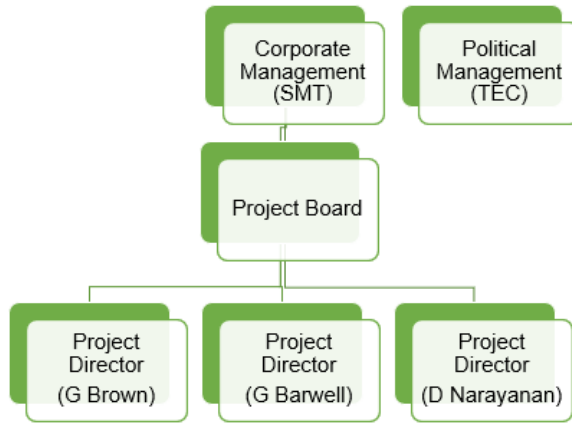 Corporate
Management
(SMT)
Political
Management
(TEC)
Project Board
Project
Director
(G Brown)
Project
Director
(G Barwell)
Project
Director
(D Narayanan)